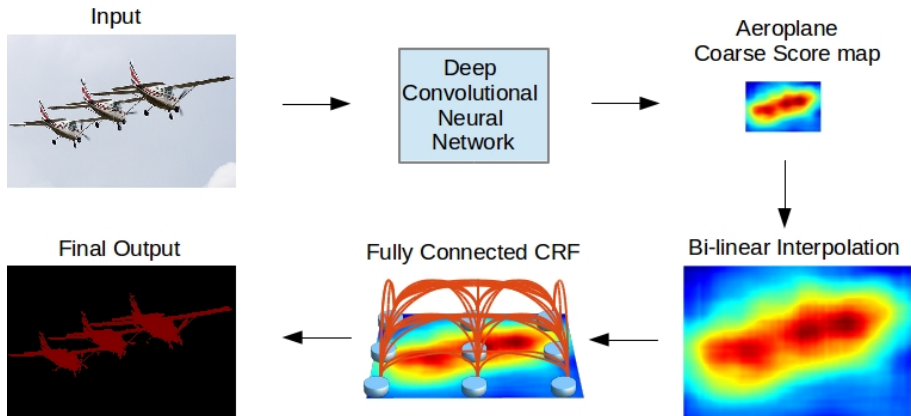 Input
Deep
Convolutional
Neural
Network
Aeroplane
Coarse Score map
Bi-linear Interpolation
Fully Connected CRF
Final Output